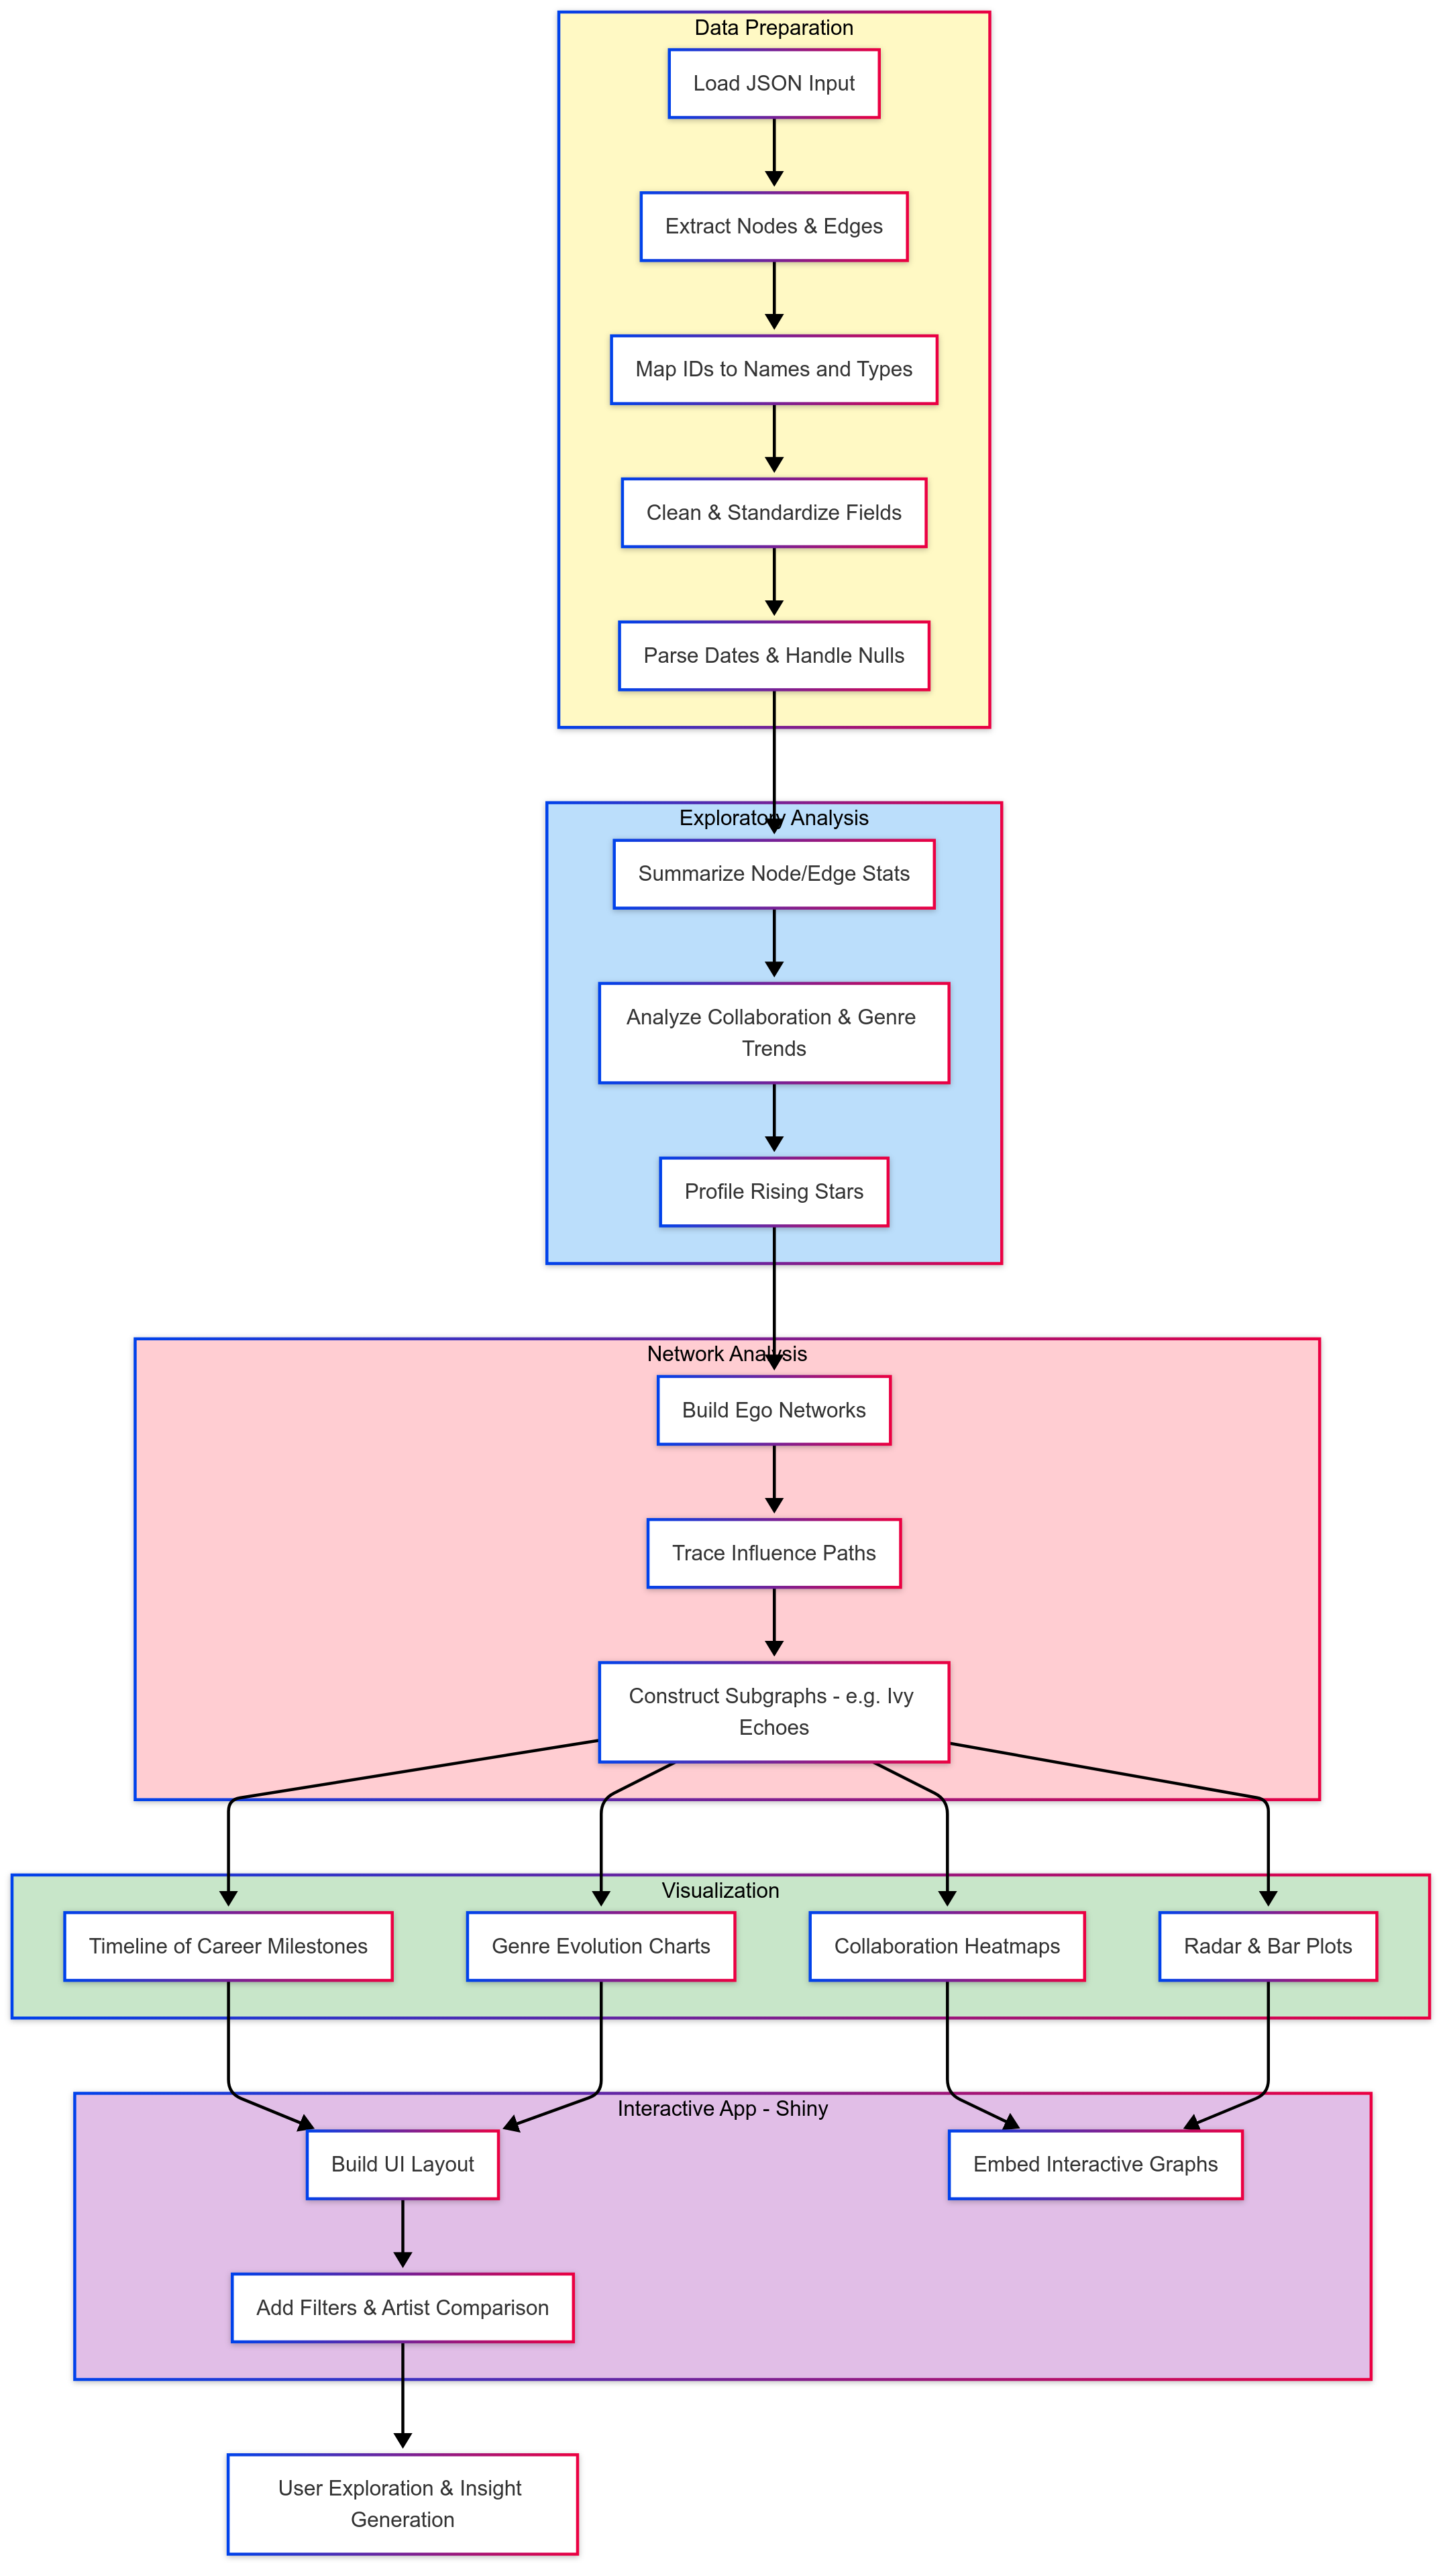 Data Preparation
Load JSON Input
Extract Nodes & Edges
Map IDs to Names and Types
Clean & Standardize Fields
Parse Dates & Handle Nulls
Exploratory Analysis
Summarize Node/Edge Stats
Analyze Collaboration & Genre
Trends
Profile Rising Stars
Network Analysis
Build Ego Networks
Trace Influence Paths
Construct Subgraphs - e.g. Ivy
Echoes
Visualization
Timeline of Career Milestones
Genre Evolution Charts
Collaboration Heatmaps
Radar & Bar Plots
Interactive App - Shiny
Build UI Layout
Embed Interactive Graphs
Add Filters & Artist Comparison
User Exploration & Insight
Generation